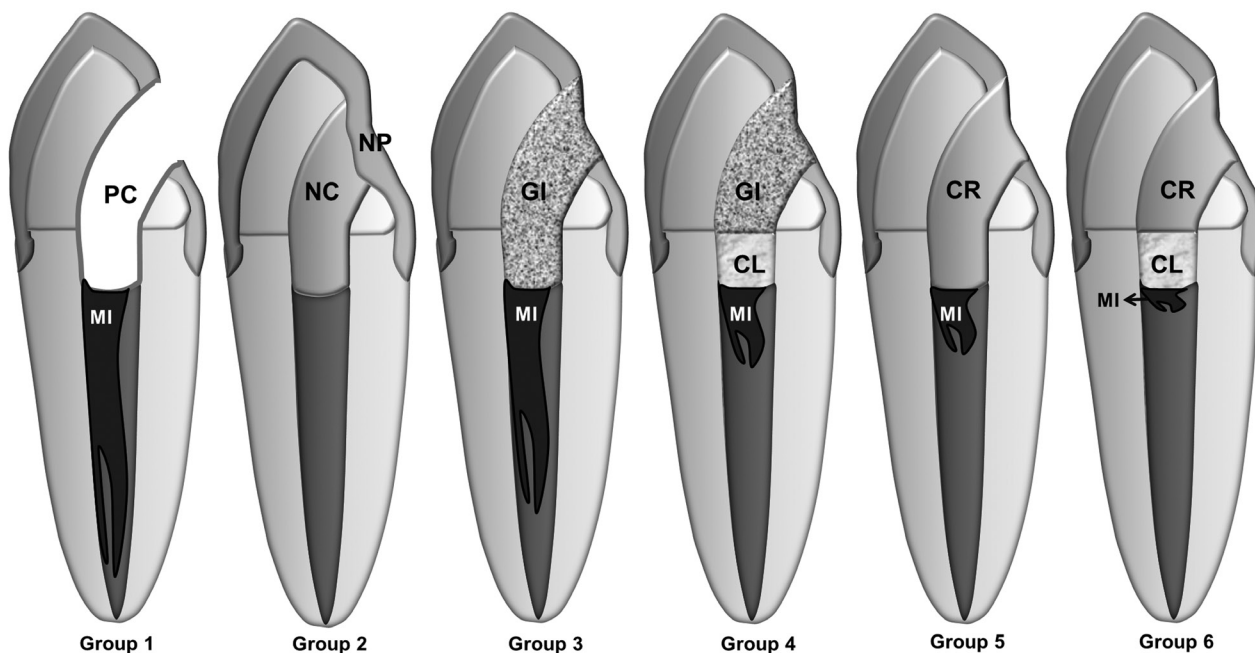 PC
MI
Group 1
NP
NC
Group 2
GI
MI
Group 3
GI
CL
MI
Group 4
CR
MI
Group 5
CR
CL
MI
Group 6